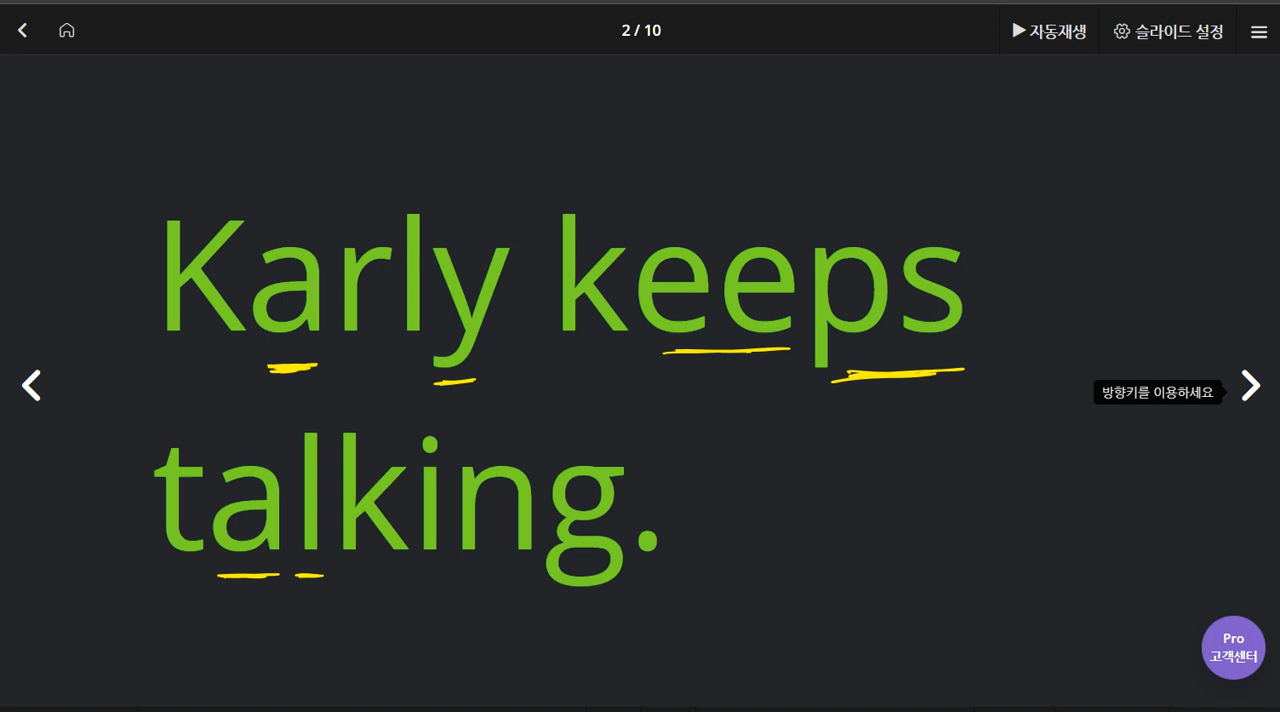 2 / 10
자동재생
슬라이드 설정
Karly keeps
talking.
방향키를 이용하세요
Pro
고객센터